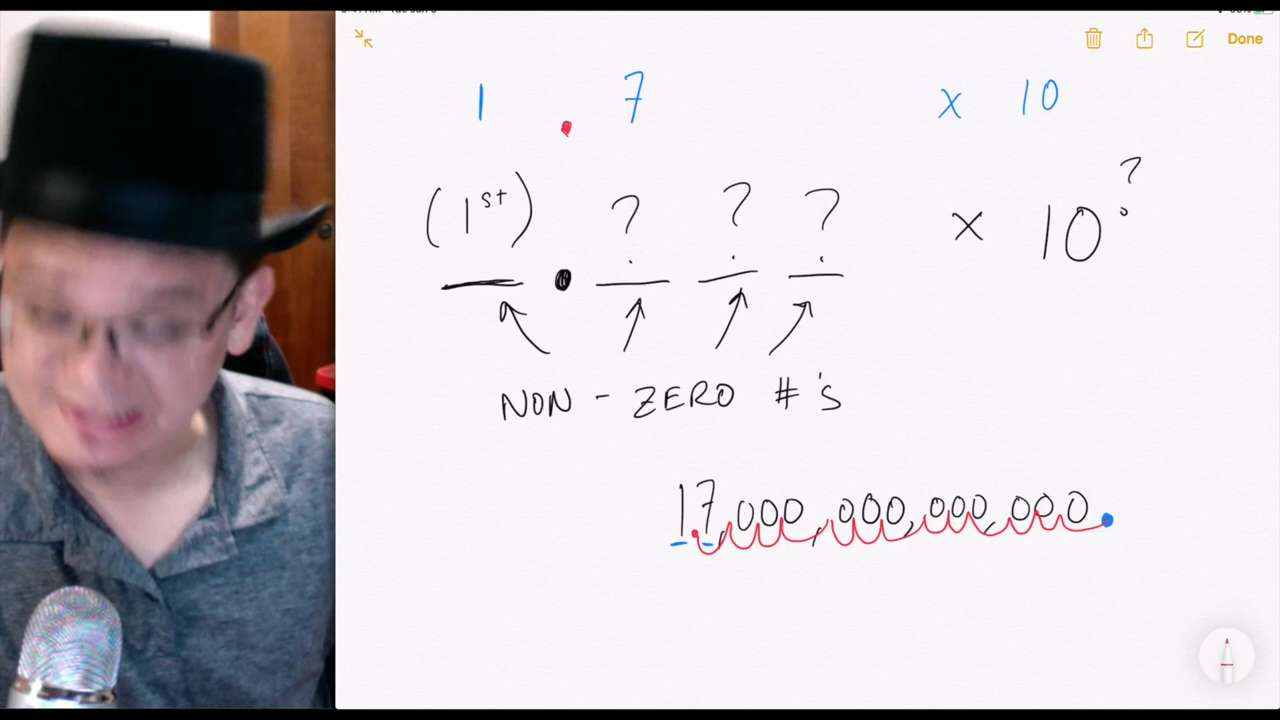 Done
1 . 7 x 10
(1st) ? ? ? x 10?
NON - ZERO #'s
17,000,000,000,000.